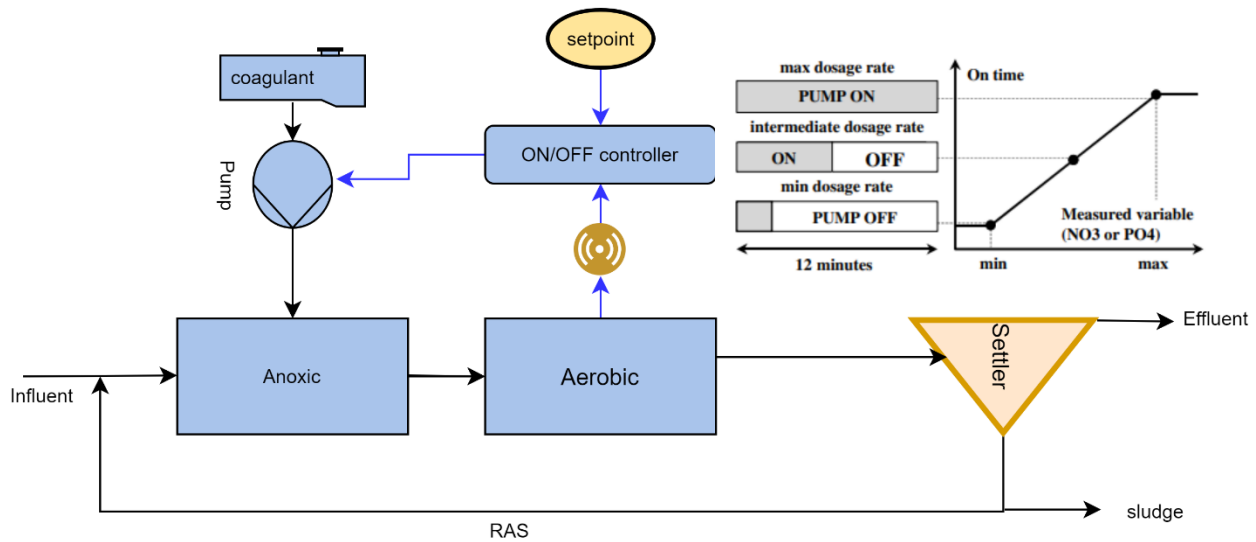 setpoint
coagulant
Pump
ON/OFF controller
max dosage rate
PUMP ON
intermediate dosage rate
ON OFF
min dosage rate
PUMP OFF
12 minutes
On time
Measured variable
(NO3 or PO4)
min max
Influent
Anoxic
Aerobic
Settler
Effluent
RAS
sludge